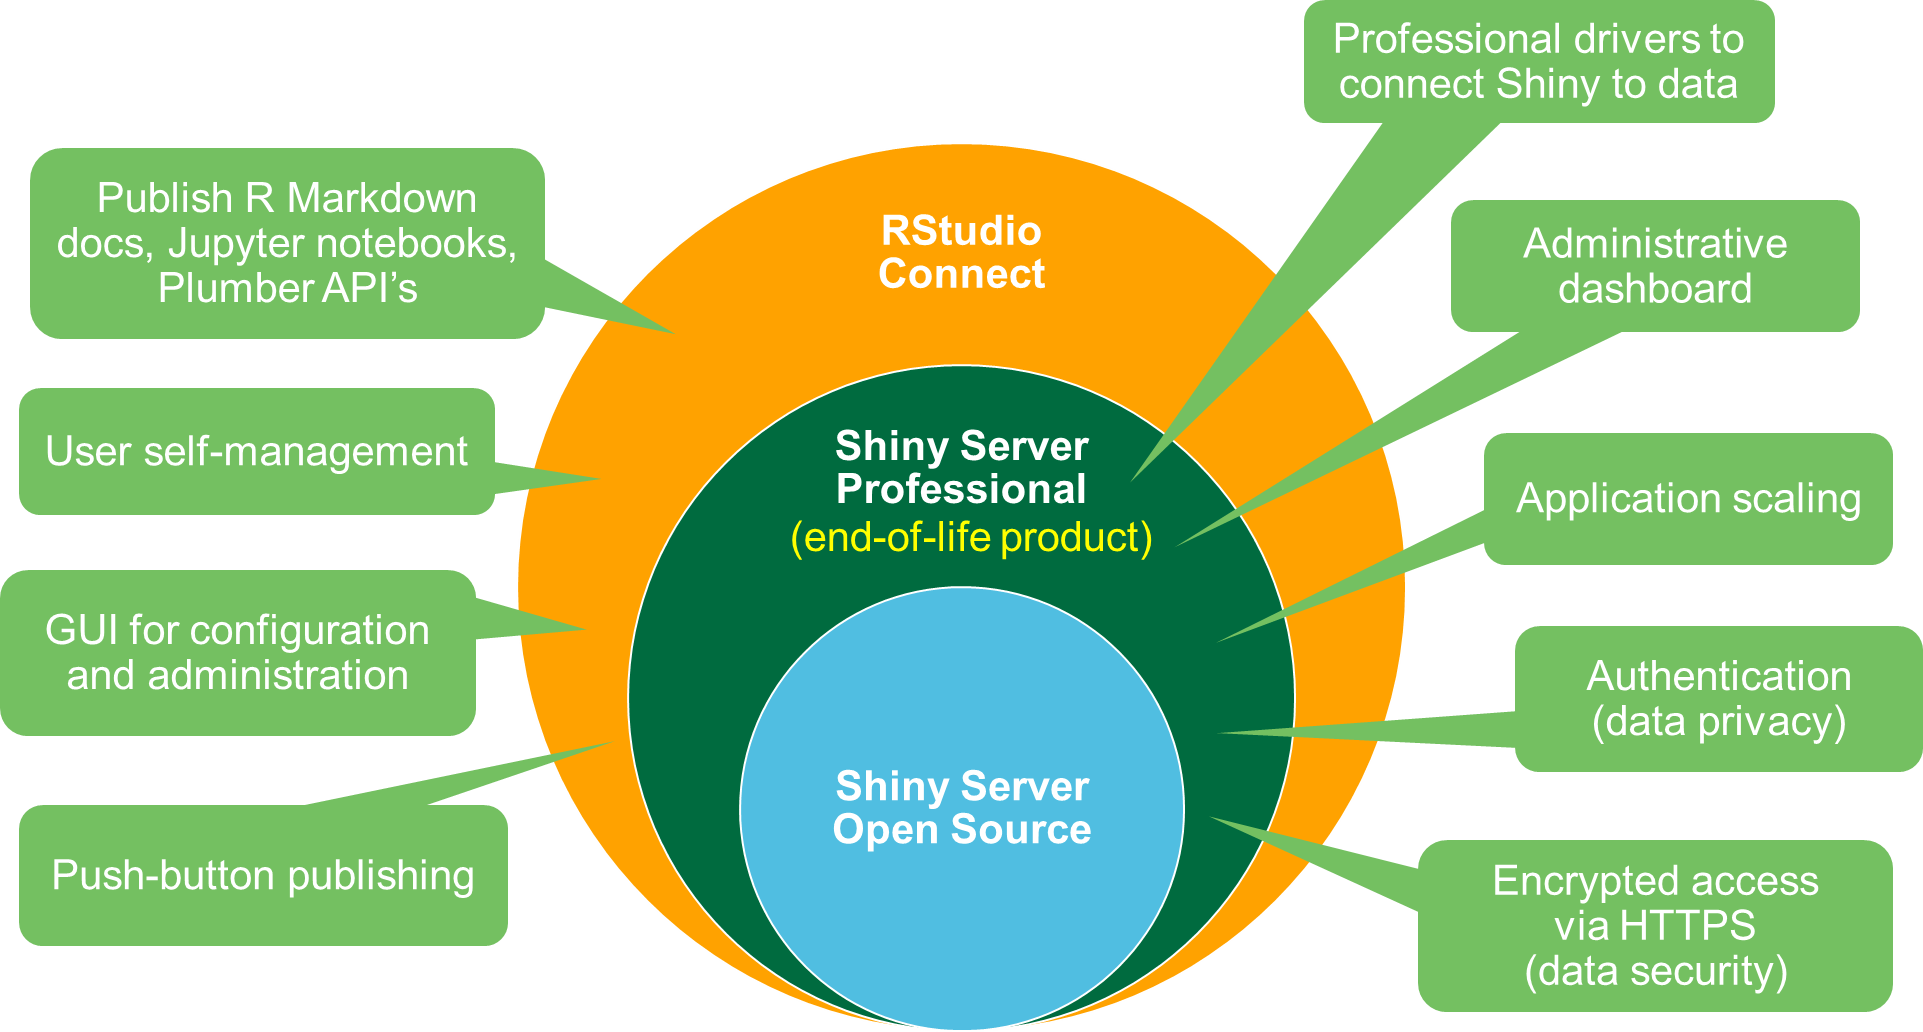 Professional drivers to
connect Shiny to data
Publish R Markdown
docs, Jupyter notebooks,
Plumber API’s
RStudio
Connect
Administrative
dashboard
User self-management
Shiny Server
Professional
(end-of-life product)
Application scaling
GUI for configuration
and administration
Authentication
(data privacy)
Shiny Server
Open Source
Push-button publishing
Encrypted access
via HTTPS
(data security)